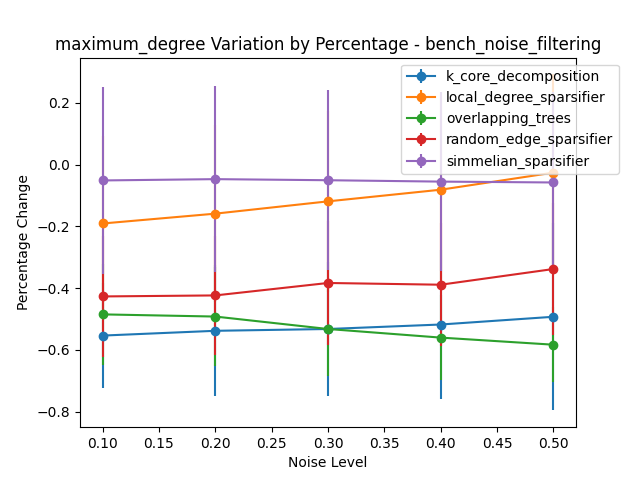 maximum_degree Variation by Percentage - bench_noise_filtering
k_core_decomposition
local_degree_sparsifier
overlapping_trees
random_edge_sparsifier
simmelian_sparsifier
Percentage Change
0.2
0.0
−0.2
−0.4
−0.6
−0.8
0.10 0.15 0.20 0.25 0.30 0.35 0.40 0.45 0.50
Noise Level